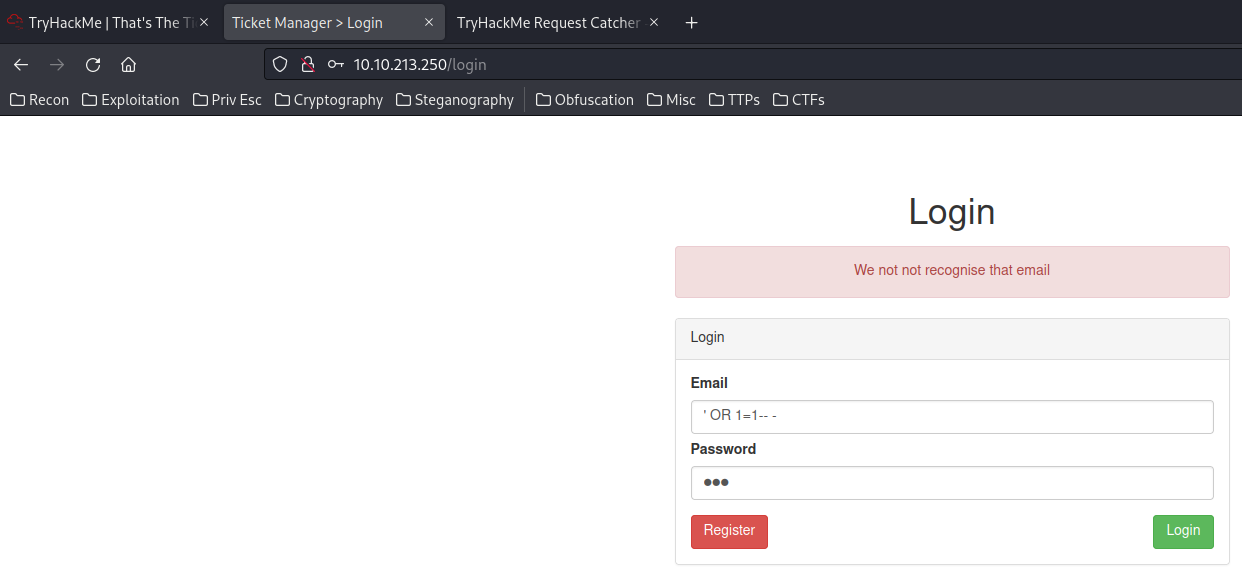 TryHackMe | That's The Ti
Ticket Manager > Login
TryHackMe Request Catcher
10.10.213.250/login
Recon Exploitation Priv Esc Cryptography Steganography Obfuscation Misc TTPs CTFs
Login
We not not recognise that email
Login
Email
' OR 1=1-- -
Password
Register Login